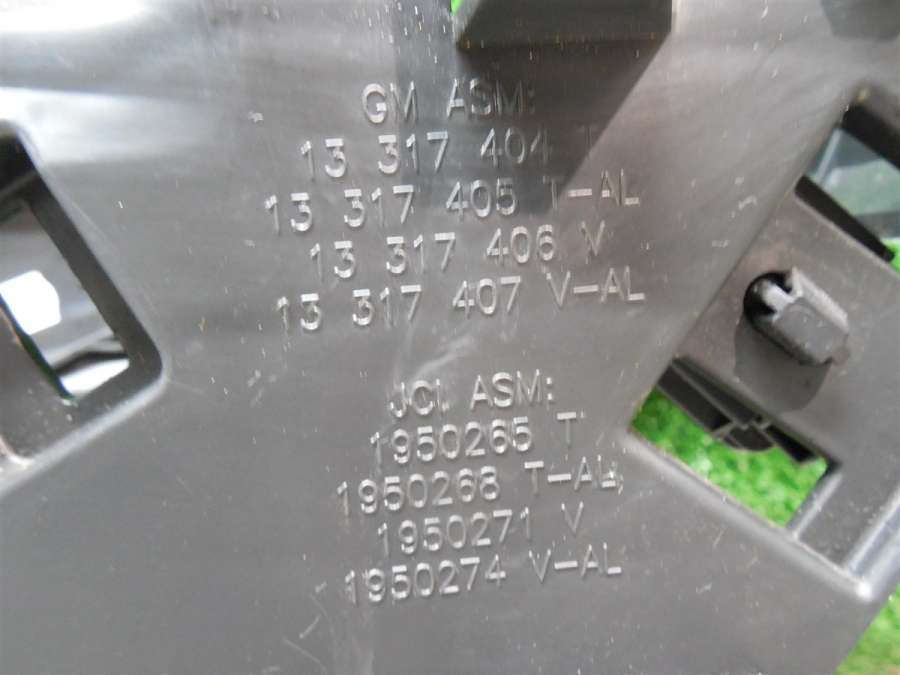 GM ASM:
13 317 404 T
13 317 405 T-AL
13 317 406 V
13 317 407 V-AL
JCI ASM:
1950265 T
1950268 T-AL
1950271 V
1950274 V-AL